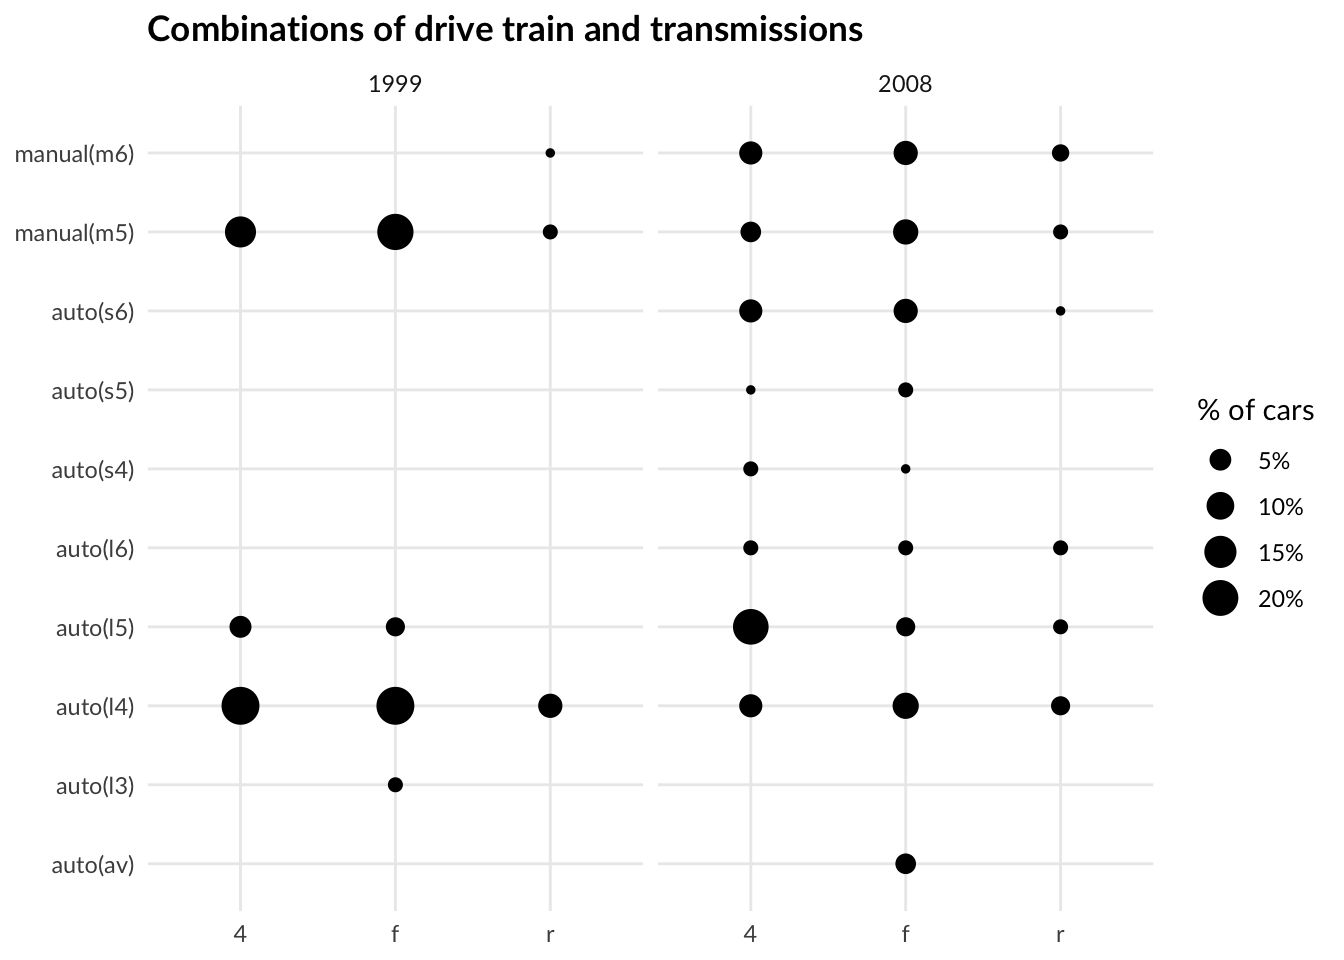 Combinations of drive train and transmissions
1999 2008
manual(m6)
manual(m5)
auto(s6)
auto(s5)
auto(s4)
auto(l6)
auto(l5)
auto(l4)
auto(l3)
auto(av)
4 f r 4 f r
% of cars
5%
10%
15%
20%